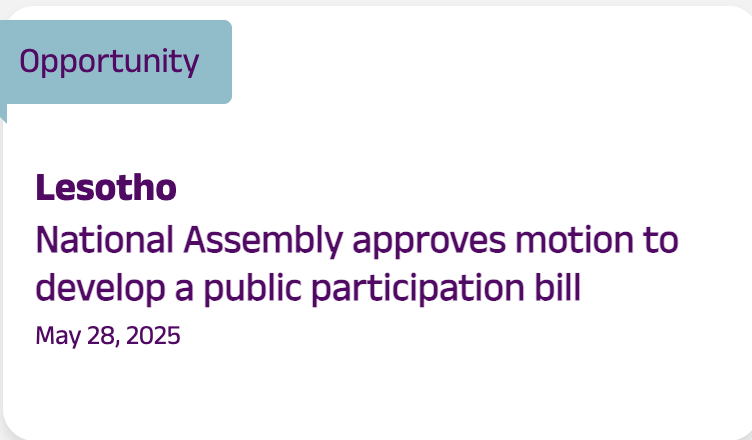 Opportunity
Lesotho
National Assembly approves motion to
develop a public participation bill
May 28, 2025